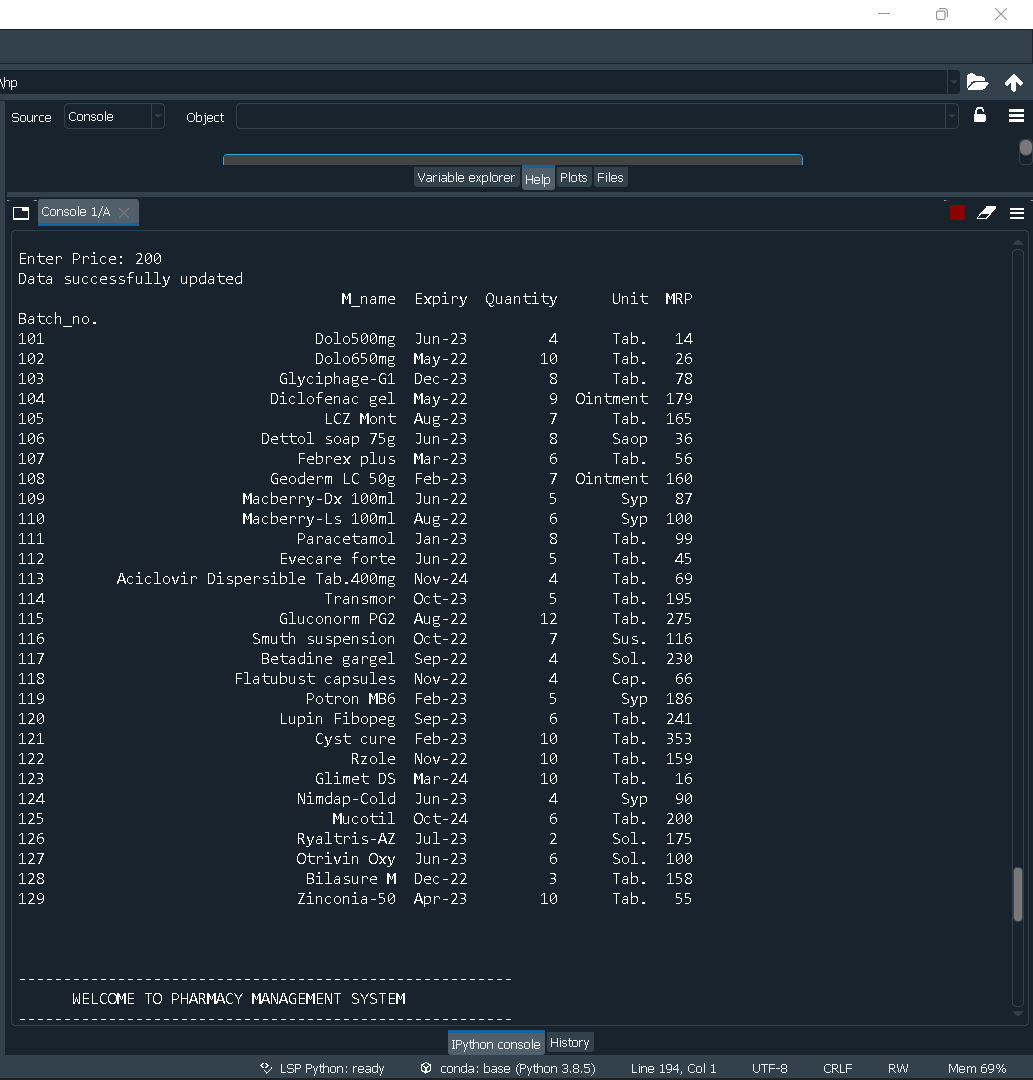 \hp
Source Console Object
Variable explorer Help Plots Files
Console 1/A
Enter Price: 200
Data successfully updated
M_name Expiry Quantity Unit MRP
Batch_no.
101 Dolo500mg Jun-23 4 Tab. 14
102 Dolo650mg May-22 10 Tab. 26
103 Glyciphage-G1 Dec-23 8 Tab. 78
104 Diclofenac gel May-22 9 Ointment 179
105 LCZ Mont Aug-23 7 Tab. 165
106 Dettol soap 75g Jun-23 8 Saop 36
107 Febrex plus Mar-23 6 Tab. 56
108 Geoderm LC 50g Feb-23 7 Ointment 160
109 Macberry-Dx 100ml Jun-22 5 Syp 87
110 Macberry-Ls 100ml Aug-22 6 Syp 100
111 Paracetamol Jan-23 8 Tab. 99
112 Evecare forte Jun-22 5 Tab. 45
113 Aciclovir Dispersible Tab.400mg Nov-24 4 Tab. 69
114 Transmor Oct-23 5 Tab. 195
115 Gluconorm PG2 Aug-22 12 Tab. 275
116 Smuth suspension Oct-22 7 Sus. 116
117 Betadine gargel Sep-22 4 Sol. 230
118 Flatubust capsules Nov-22 4 Cap. 66
119 Potron MB6 Feb-23 5 Syp 186
120 Lupin Fibopeg Sep-23 6 Tab. 241
121 Cyst cure Feb-23 10 Tab. 353
122 Rzole Nov-22 10 Tab. 159
123 Glimet DS Mar-24 10 Tab. 16
124 Nimdap-Cold Jun-23 4 Syp 90
125 Mucotil Oct-24 6 Tab. 200
126 Ryaltris-AZ Jul-23 2 Sol. 175
127 Otrivin Oxy Jun-23 6 Sol. 100
128 Bilasure M Dec-22 3 Tab. 158
129 Zinconia-50 Apr-23 10 Tab. 55
-------------------------------------------------------
WELCOME TO PHARMACY MANAGEMENT SYSTEM
-------------------------------------------------------
IPython console History
LSP Python: ready conda: base (Python 3.8.5) Line 194, Col 1 UTF-8 CRLF RW Mem 69%